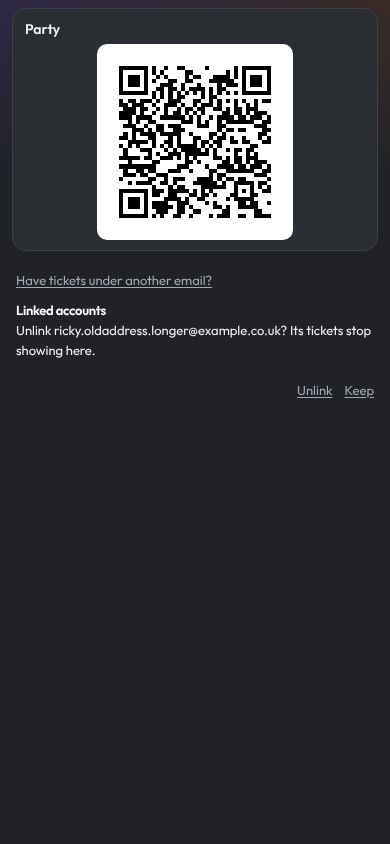 Party
Have tickets under another email?
Linked accounts
Unlink ricky.oldaddress.longer@example.co.uk? Its tickets stop
showing here.
Unlink Keep